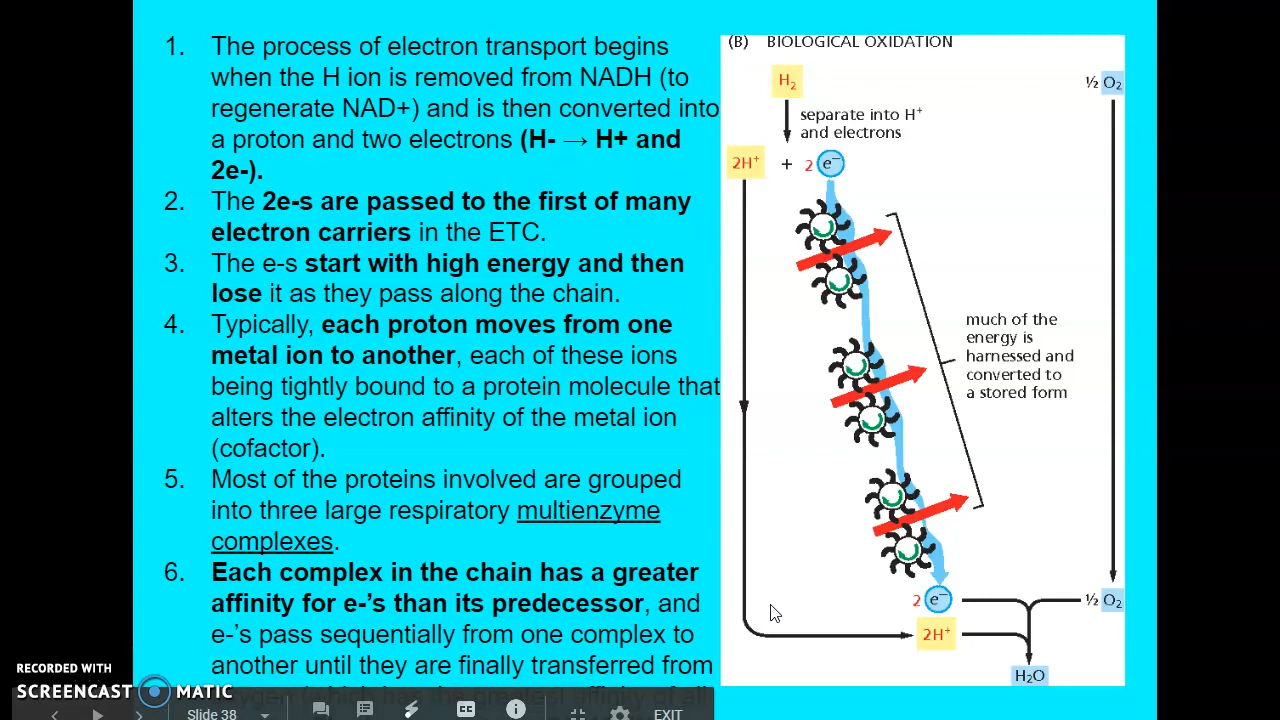 1. The process of electron transport begins
when the H ion is removed from NADH (to
regenerate NAD+) and is then converted into
a proton and two electrons (H- → H+ and
2e-).
2. The 2e-s are passed to the first of many
electron carriers in the ETC.
3. The e-s start with high energy and then
lose it as they pass along the chain.
4. Typically, each proton moves from one
metal ion to another, each of these ions
being tightly bound to a protein molecule that
alters the electron affinity of the metal ion
(cofactor).
5. Most of the proteins involved are grouped
into three large respiratory multienzyme
complexes.
6. Each complex in the chain has a greater
affinity for e-'s than its predecessor, and
e-'s pass sequentially from one complex to
another until they are finally transferred from
(B) BIOLOGICAL OXIDATION
H₂
½ O₂
separate into H⁺
and electrons
2H⁺ + 2 e⁻
much of the
energy is
harnessed and
converted to
a stored form
2 e⁻
½ O₂
2H⁺
H₂O
RECORDED WITH
SCREENCAST MATIC
Slide 38
CC
EXIT